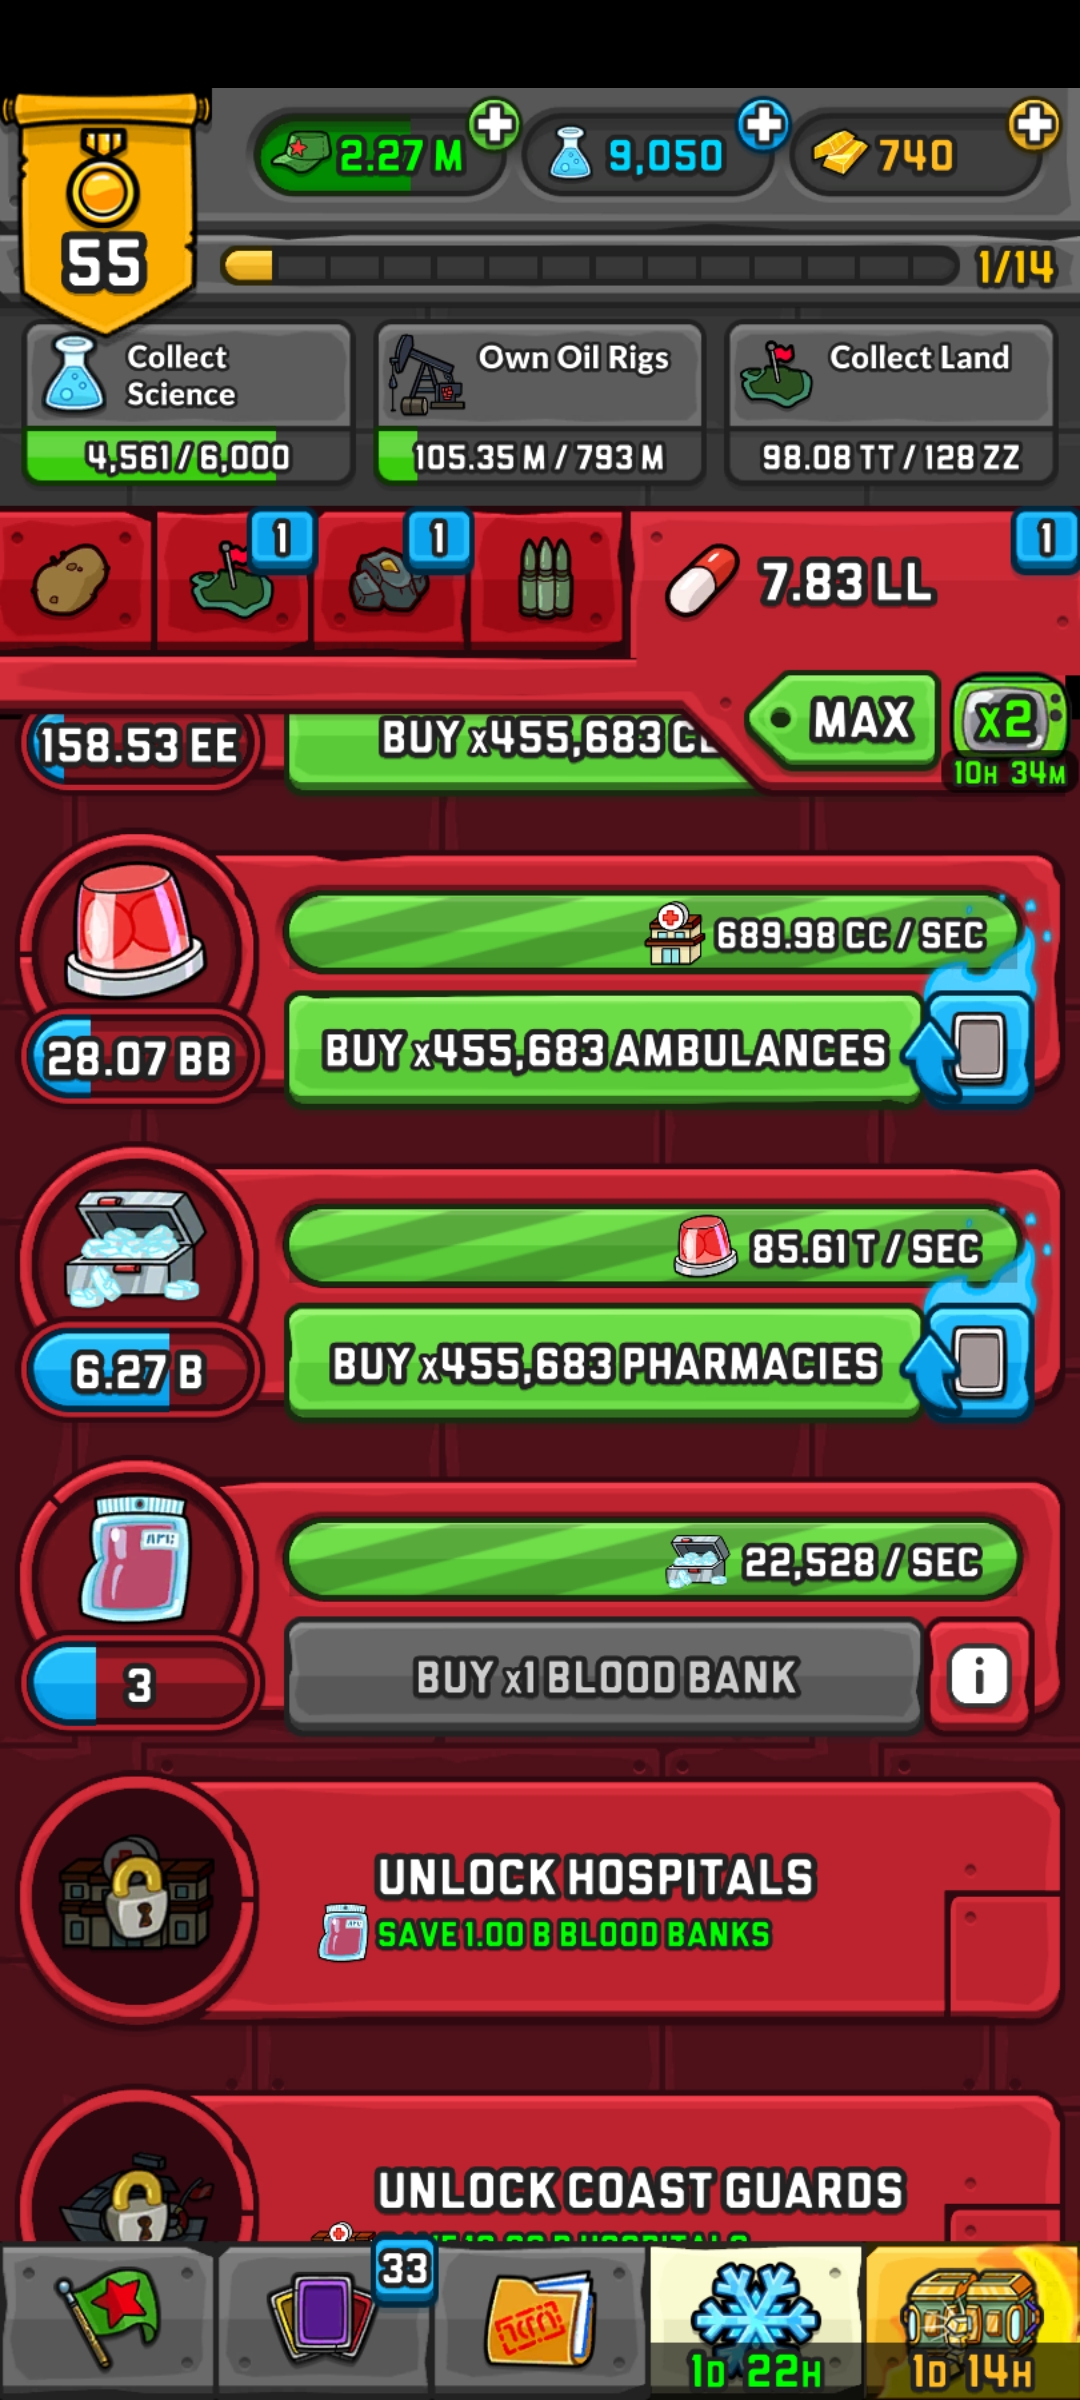 2.27 M
9,050
740
55
1/14
Collect
Science
4,561 / 6,000
Own Oil Rigs
105.35 M / 793 M
Collect Land
98.08 TT / 128 ZZ
1
1
7.83 LL
1
MAX
x2
10H 34M
158.53 EE
BUY x455,683
689.98 CC / SEC
28.07 BB
BUY x455,683 AMBULANCES
85.61 T / SEC
6.27 B
BUY x455,683 PHARMACIES
22,528 / SEC
3
BUY x1 BLOOD BANK
i
UNLOCK HOSPITALS
SAVE 1.00 B BLOOD BANKS
UNLOCK COAST GUARDS
33
1D 22H
1D 14H